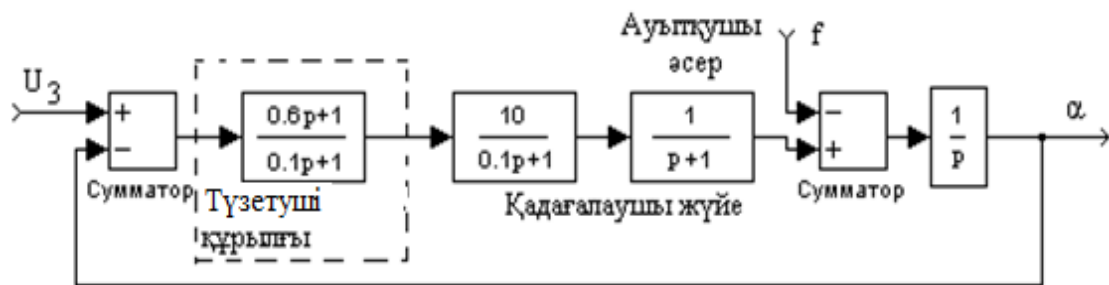 Ауытқушы
әсер
f
U3
+
−
Сумматор
0.6p+1
0.1p+1
Түзетуші
құрылғы
10
0.1p+1
1
p+1
Қадағалаушы жүйе
−
+
Сумматор
1
p
α